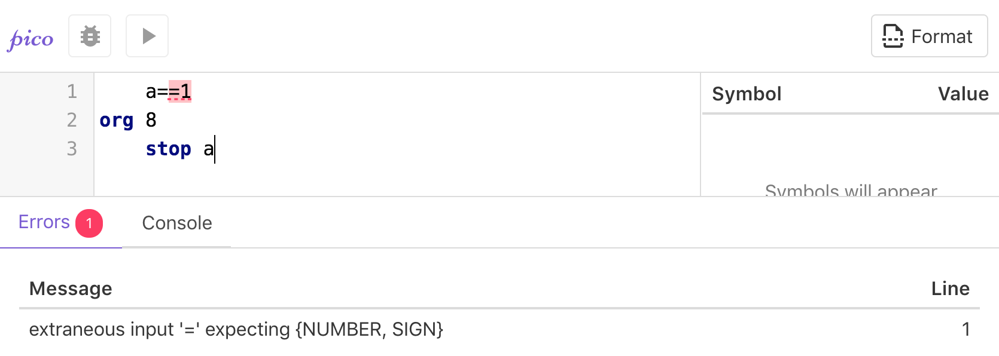 pico
Format
1 a==1
2 org 8
3 stop a
Symbol Value
Symbols will appear
Errors 1
Console
Message Line
extraneous input '=' expecting {NUMBER, SIGN} 1